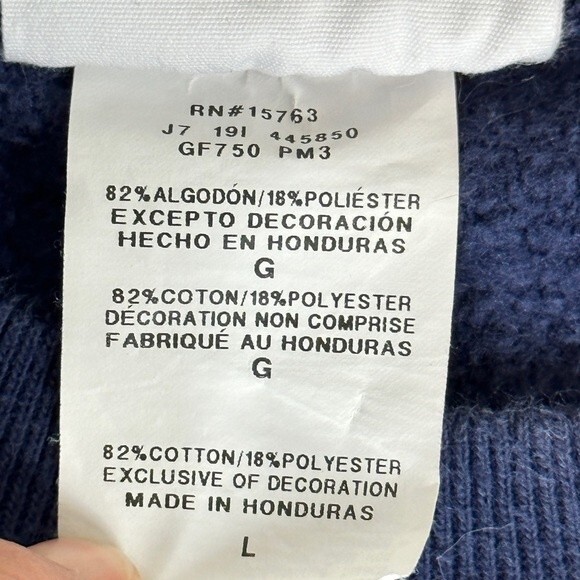 RN#15763
J7 19I 445850
GF750 PM3
82%ALGODÓN/18%POLIÉSTER
EXCEPTO DECORACIÓN
HECHO EN HONDURAS
G
82%COTON/18%POLYESTER
DÉCORATION NON COMPRISE
FABRIQUÉ AU HONDURAS
G
82%COTTON/18%POLYESTER
EXCLUSIVE OF DECORATION
MADE IN HONDURAS
L